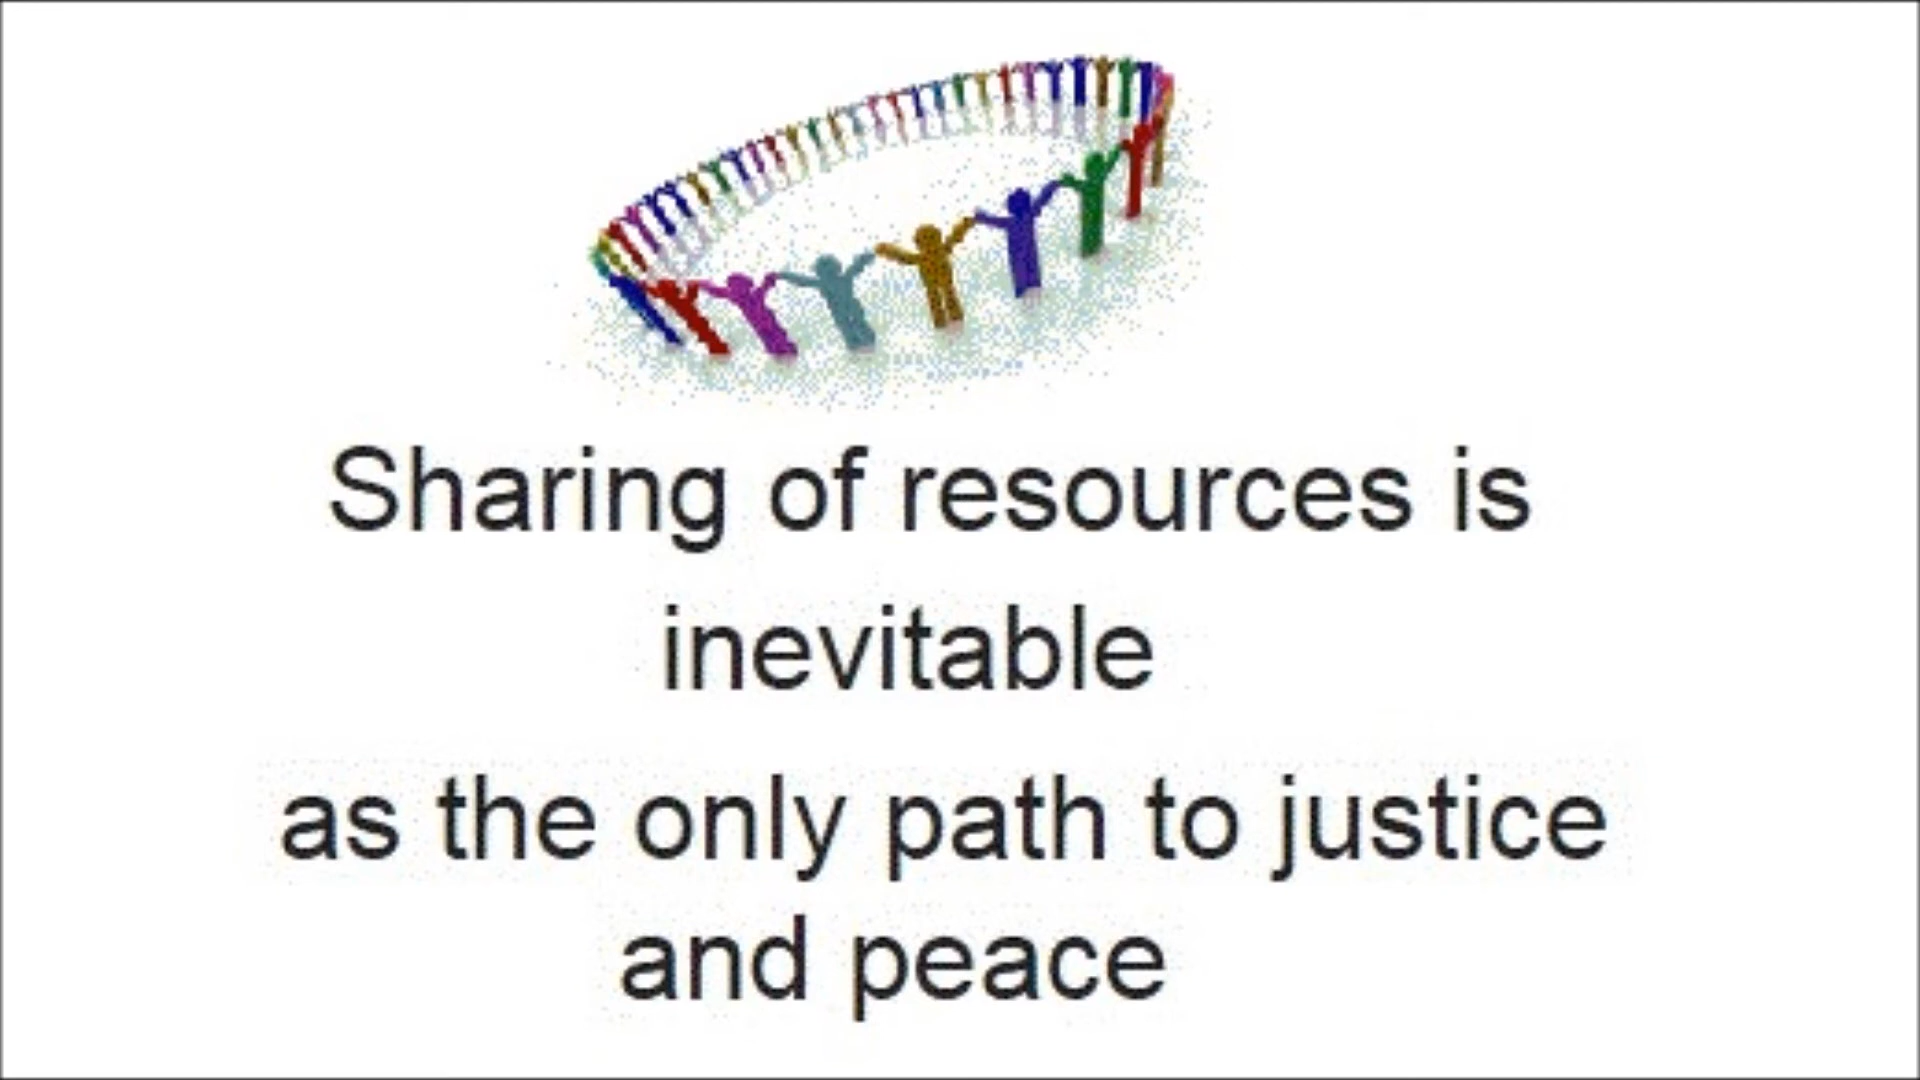 Sharing of resources is
inevitable
as the only path to justice
and peace